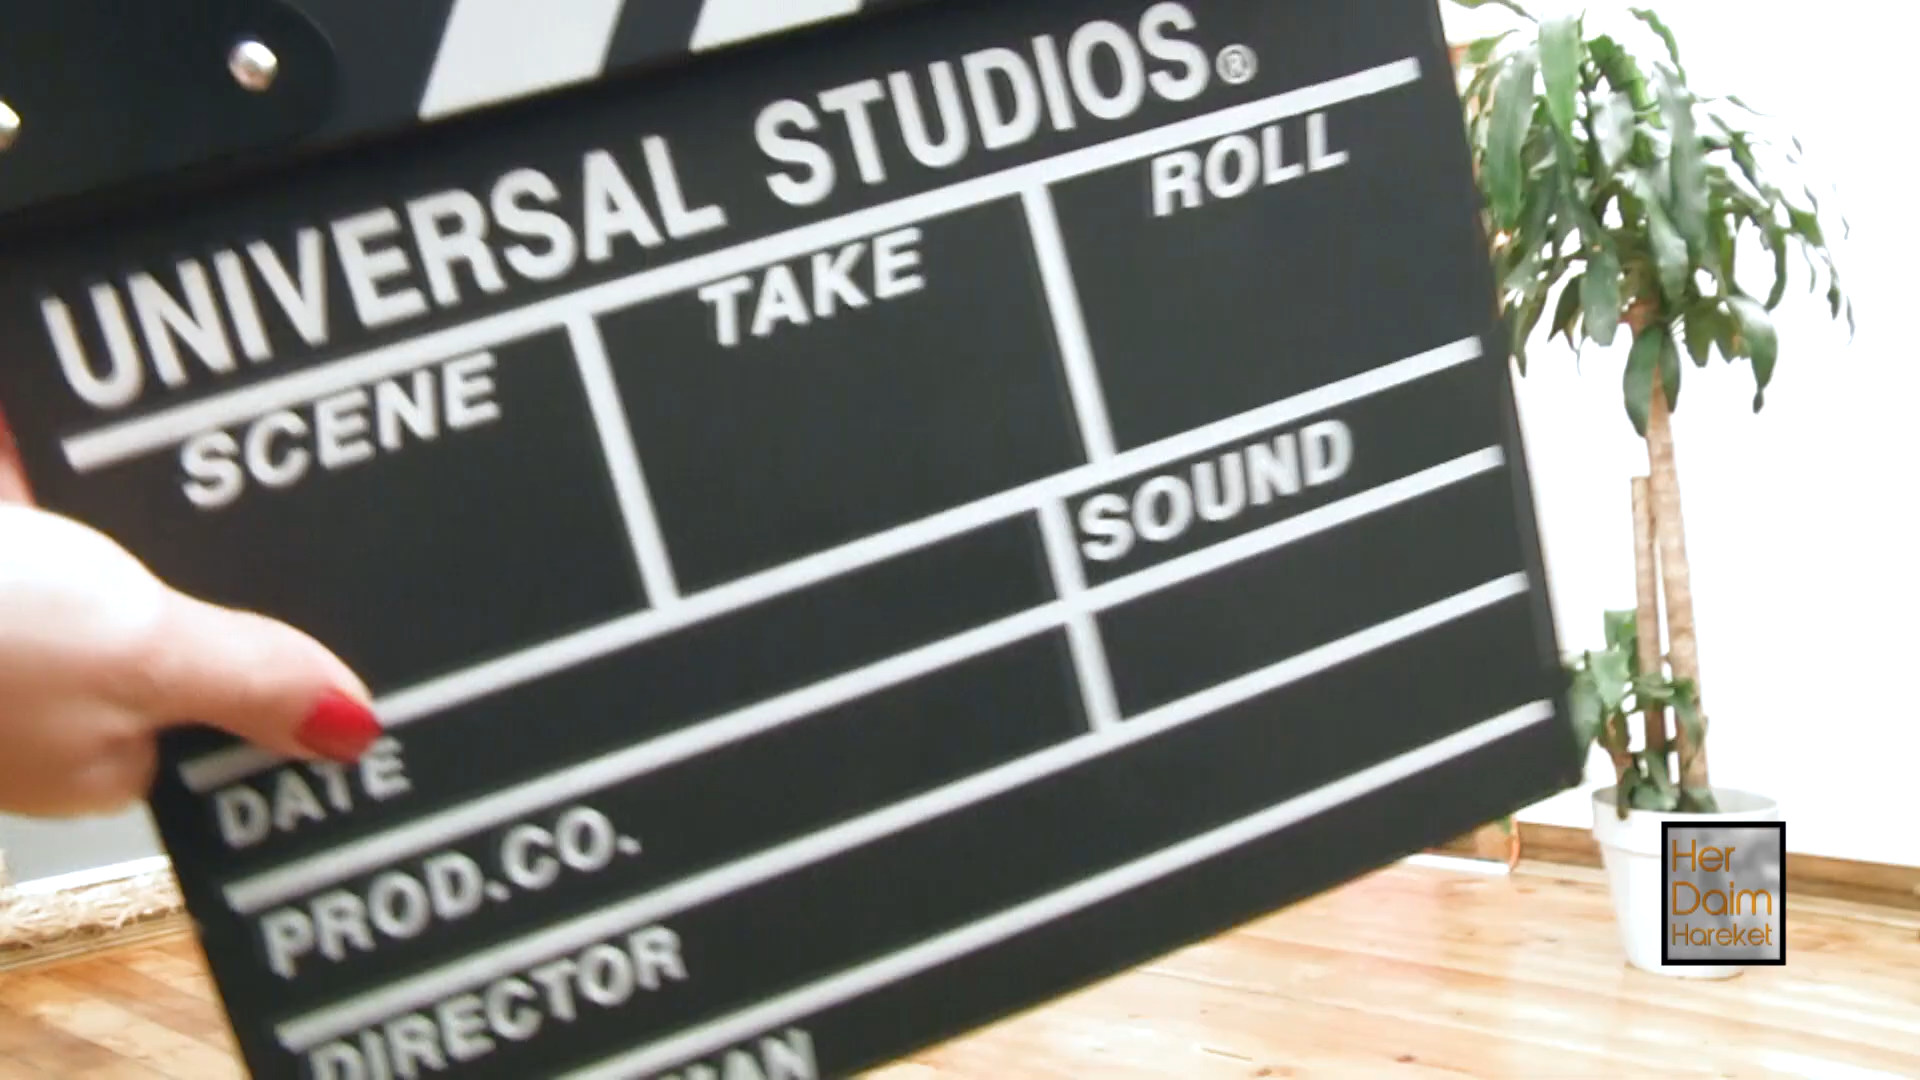 UNIVERSAL STUDIOS®
SCENE TAKE ROLL
SOUND
DATE
PROD.CO.
DIRECTOR
Her
Daim
Hareket